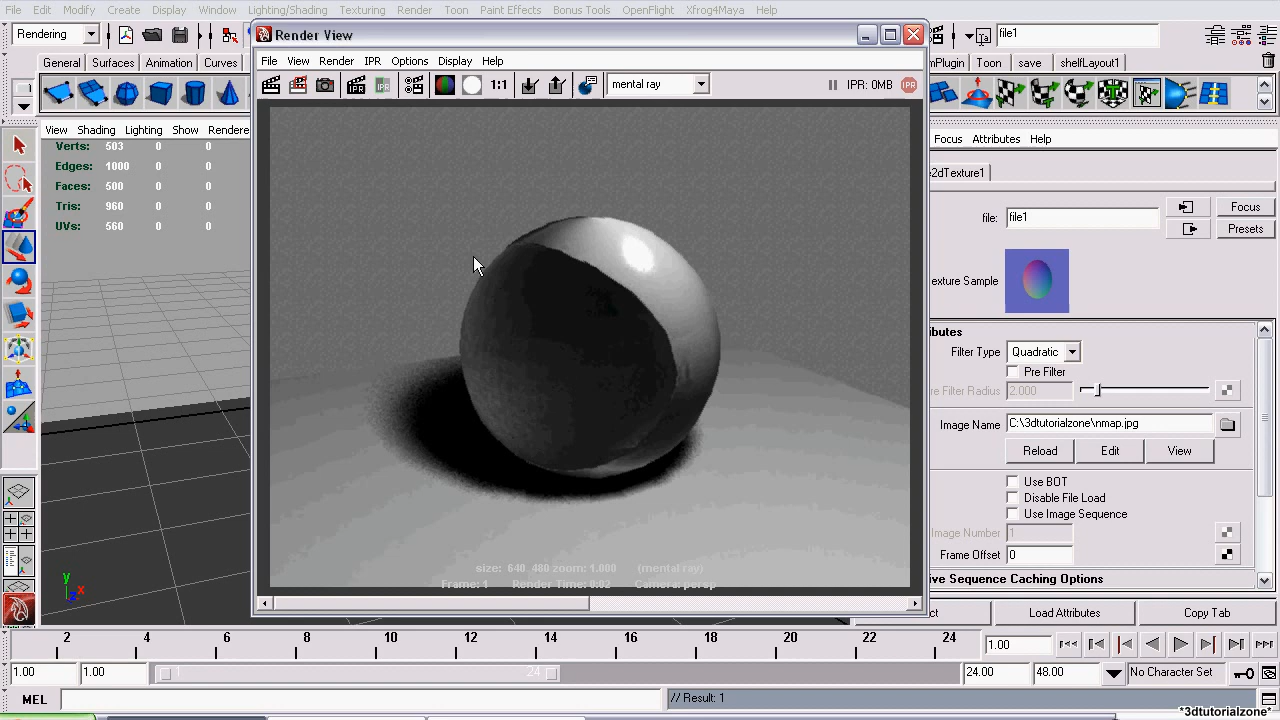 File Edit Modify Create Display Window Lighting/Shading Texturing Render Toon Paint Effects Bonus Tools OpenFlight Xfrog4Maya Help
Rendering
Render View
file1
General Surfaces Animation Curves
mPlugin Toon save shelfLayout1
File View Render IPR Options Display Help
IPR 1:1 mental ray IPR: 0MB
View Shading Lighting Show Rendere
Focus Attributes Help
Verts: 503 0 0
Edges: 1000 0 0
Faces: 500 0 0
Tris: 960 0 0
UVs: 560 0 0
e2dTexture1
file: file1
Focus
Presets
exture Sample
ibutes
Filter Type Quadratic
Pre Filter
re Filter Radius 2.000
Image Name C:\3dtutorialzone\nmap.jpg
Reload Edit View
Use BOT
Disable File Load
Use Image Sequence
Image Number 1
Frame Offset 0
ve Sequence Caching Options
size: 640 480 zoom: 1.000 (mental ray)
Frame: 1 Render Time: 0:02 Camera: persp
y
x
z
ct Load Attributes Copy Tab
2 4 6 8 10 12 14 16 18 20 22 24
1.00
1.00 1.00 1 24 24.00 48.00 No Character Set
MEL // Result: 1
*3dtutorialzone*